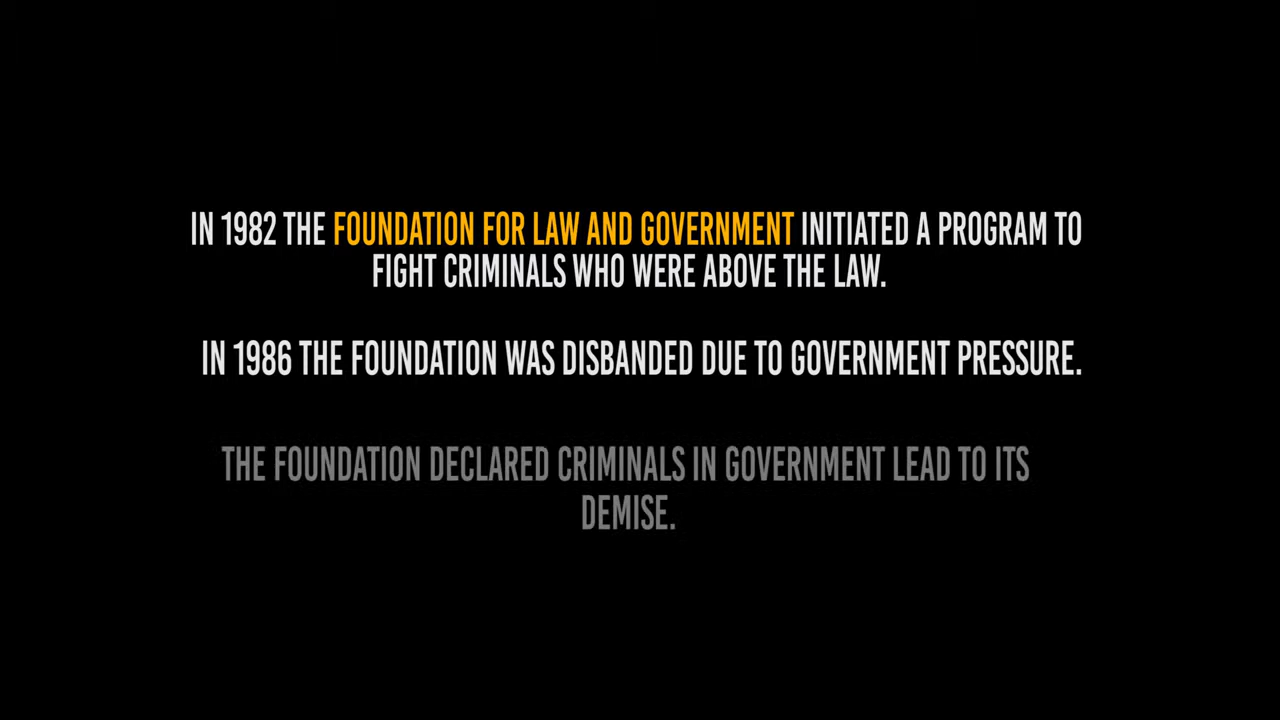 IN 1982 THE FOUNDATION FOR LAW AND GOVERNMENT INITIATED A PROGRAM TO
FIGHT CRIMINALS WHO WERE ABOVE THE LAW.
IN 1986 THE FOUNDATION WAS DISBANDED DUE TO GOVERNMENT PRESSURE.
THE FOUNDATION DECLARED CRIMINALS IN GOVERNMENT LEAD TO ITS
DEMISE.